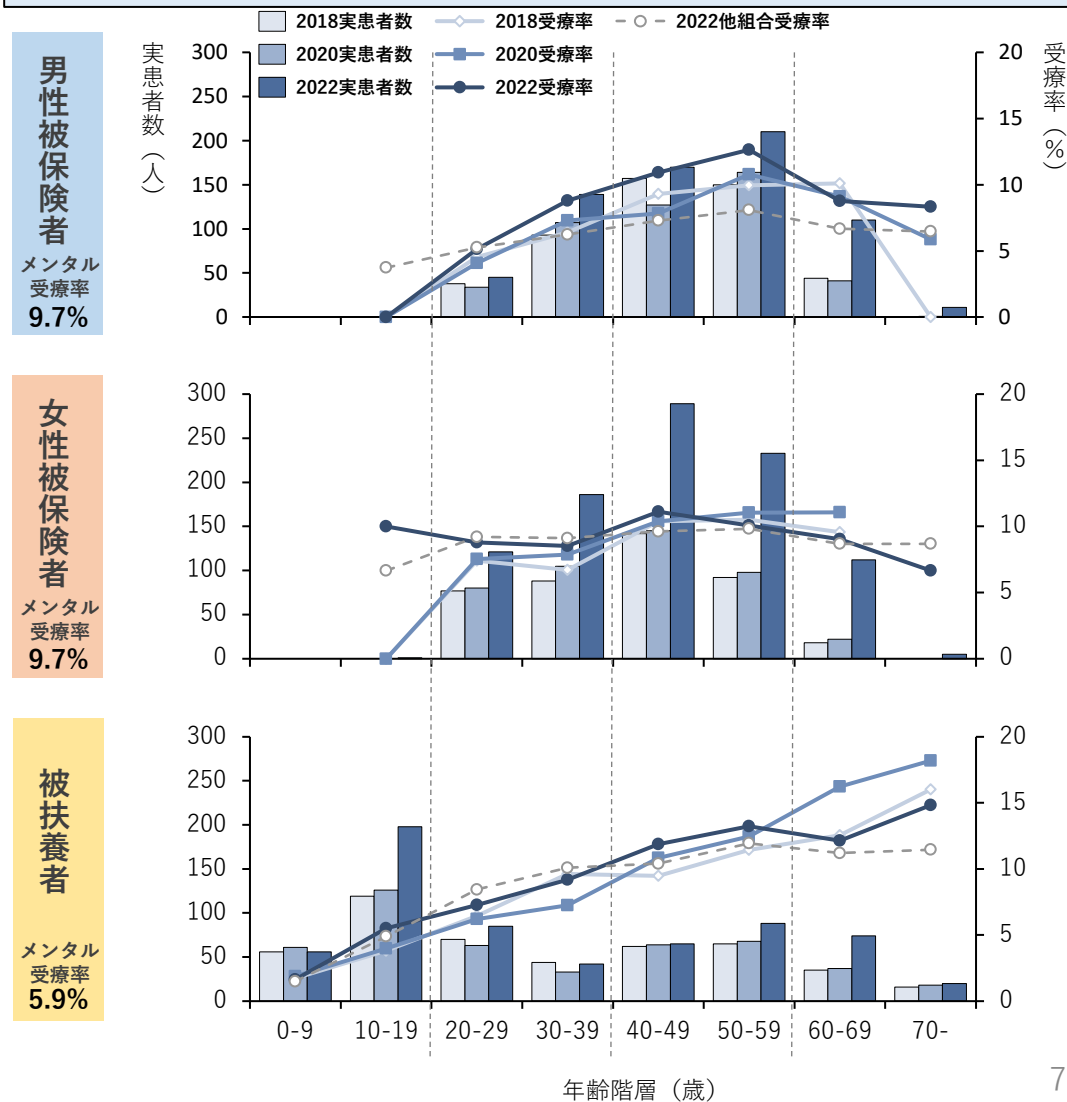 2018実患者数 2018受療率 2022他組合受療率
2020実患者数 2020受療率
2022実患者数 2022受療率
男性被保険者
メンタル
受療率
9.7%
実患者数（人）
300
250
200
150
100
50
0
20
15
10
5
0
受療率（%）
女性被保険者
メンタル
受療率
9.7%
300
250
200
150
100
50
0
20
15
10
5
0
被扶養者
メンタル
受療率
5.9%
300
250
200
150
100
50
0
20
15
10
5
0
0-9 10-19 20-29 30-39 40-49 50-59 60-69 70-
年齢階層（歳）
7